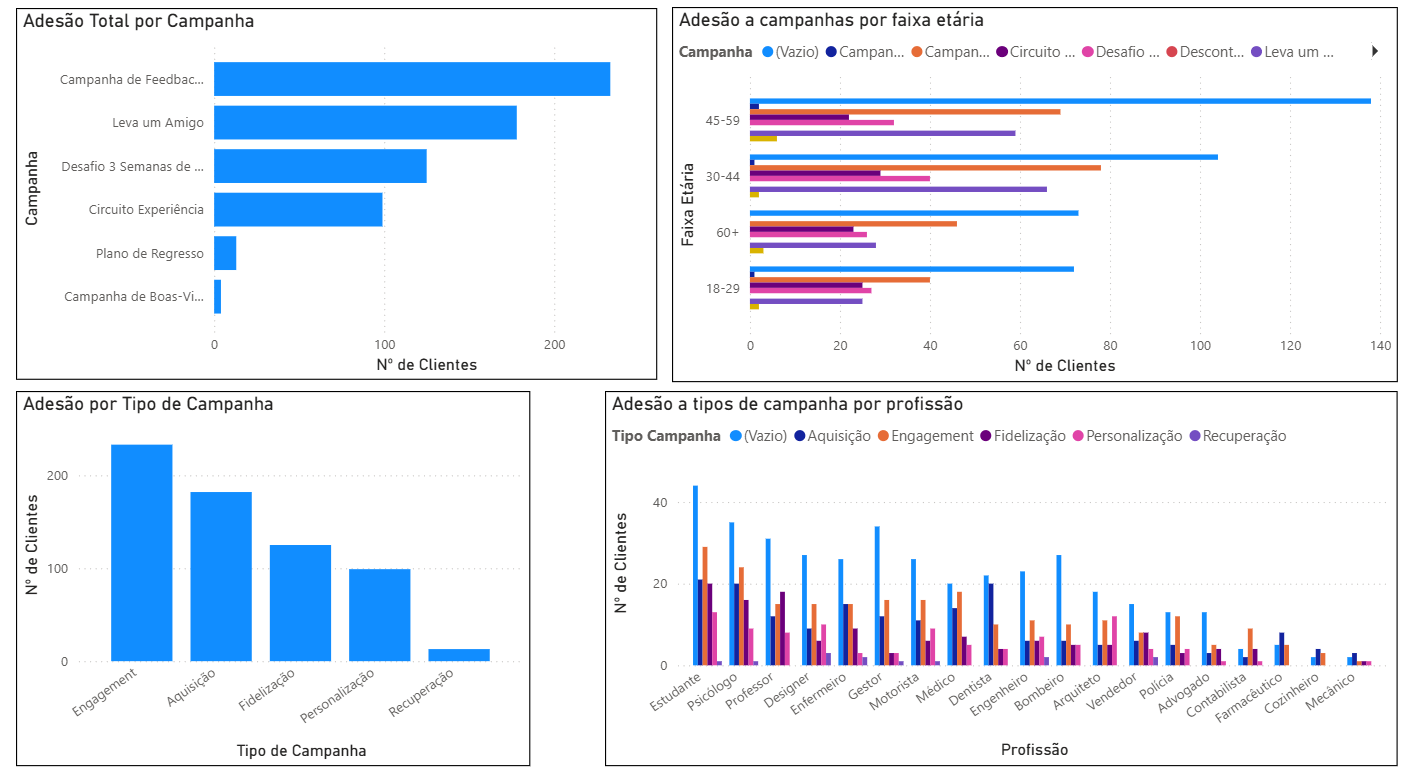 Adesão Total por Campanha
Campanha
Campanha de Feedbac...
Leva um Amigo
Desafio 3 Semanas de ...
Circuito Experiência
Plano de Regresso
Campanha de Boas-Vi...
0 100 200
Nº de Clientes
Adesão a campanhas por faixa etária
Campanha (Vazio) Campan... Campan... Circuito ... Desafio ... Descont... Leva um ...
Faixa Etária
45-59
30-44
60+
18-29
0 20 40 60 80 100 120 140
Nº de Clientes
Adesão por Tipo de Campanha
Nº de Clientes
200
100
0
Engagement Aquisição Fidelização Personalização Recuperação
Tipo de Campanha
Adesão a tipos de campanha por profissão
Tipo Campanha (Vazio) Aquisição Engagement Fidelização Personalização Recuperação
Nº de Clientes
40
20
0
Estudante Psicólogo Professor Designer Enfermeiro Gestor Motorista Médico Dentista Engenheiro Bombeiro Arquiteto Vendedor Polícia Advogado Contabilista Farmacêutico Cozinheiro Mecânico
Profissão